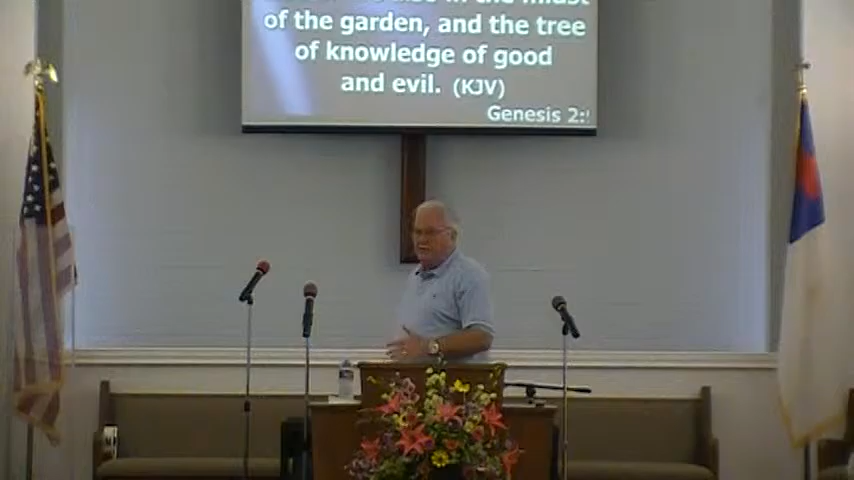 of the garden, and the tree
of knowledge of good
and evil. (KJV)
Genesis 2: